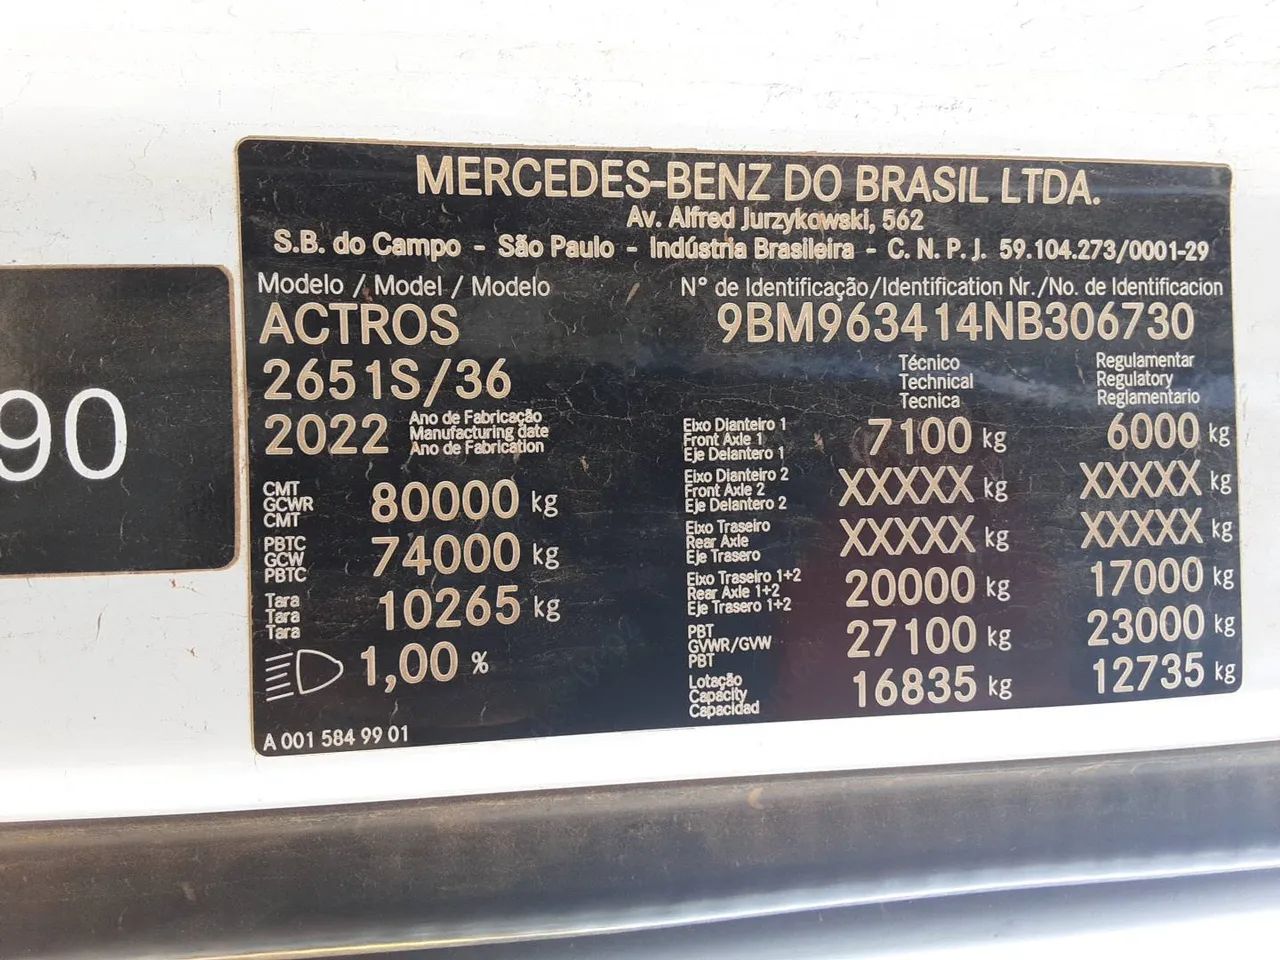 MERCEDES-BENZ DO BRASIL LTDA.
Av. Alfred Jurzykowski, 562
S.B. do Campo - São Paulo - Indústria Brasileira - C. N. P. J. 59.104.273/0001-29
Modelo / Model / Modelo
ACTROS
2651S/36
2022 Ano de Fabricação
Manufacturing date
Ano de Fabrication
CMT
GCWR 80000 kg
CMT
PBTC
GCW 74000 kg
PBTC
Tara
Tara 10265 kg
Tara
1,00 %
A 001 584 99 01
N° de Identificação/Identification Nr./No. de Identificacion
9BM963414NB306730
Técnico
Technical
Tecnica
Regulamentar
Regulatory
Reglamentario
Eixo Dianteiro 1
Front Axle 1 7100 kg 6000 kg
Eje Delantero 1
Eixo Dianteiro 2
Front Axle 2 XXXXX kg XXXXX kg
Eje Delantero 2
Eixo Traseiro
Rear Axle XXXXX kg XXXXX kg
Eje Trasero
Eixo Traseiro 1+2
Rear Axle 1+2 20000 kg 17000 kg
Eje Trasero 1+2
PBT
GVWR/GVW 27100 kg 23000 kg
PBT
Lotação
Capacity 16835 kg 12735 kg
Capacidad
90